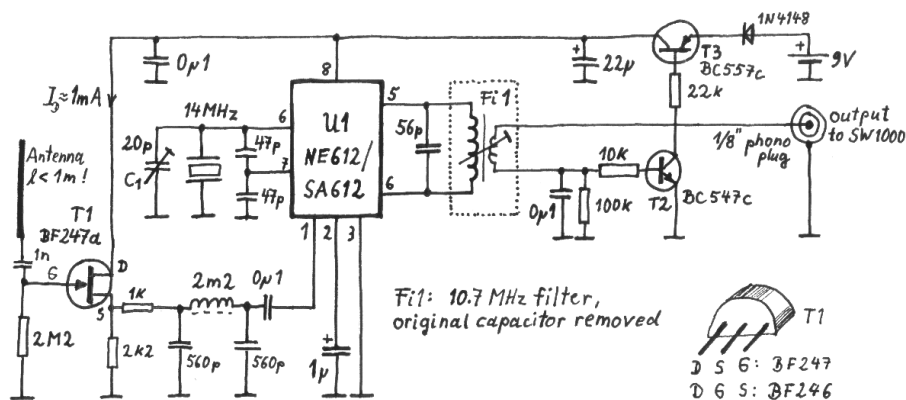 1N4148
0µ1
22µ
T3
BC557c
+
9V
I_D≈1mA
8
+
14MHz
5
Fi1
22k
output
to SW1000
6
U1
NE612/
SA612
56p
1/8" phono
plug
20p
47p
7
Antenna
l<1m!
C1
47p
6
10k
T2
BC547c
T1
BF247a
0µ1
100k
1
2
3
1n
G
D
2m2
0µ1
1k
S
Fi1: 10.7 MHz filter,
original capacitor removed
T1
2M2
2k2
560p
560p
+
1µ
D S G: BF247
D G S: BF246